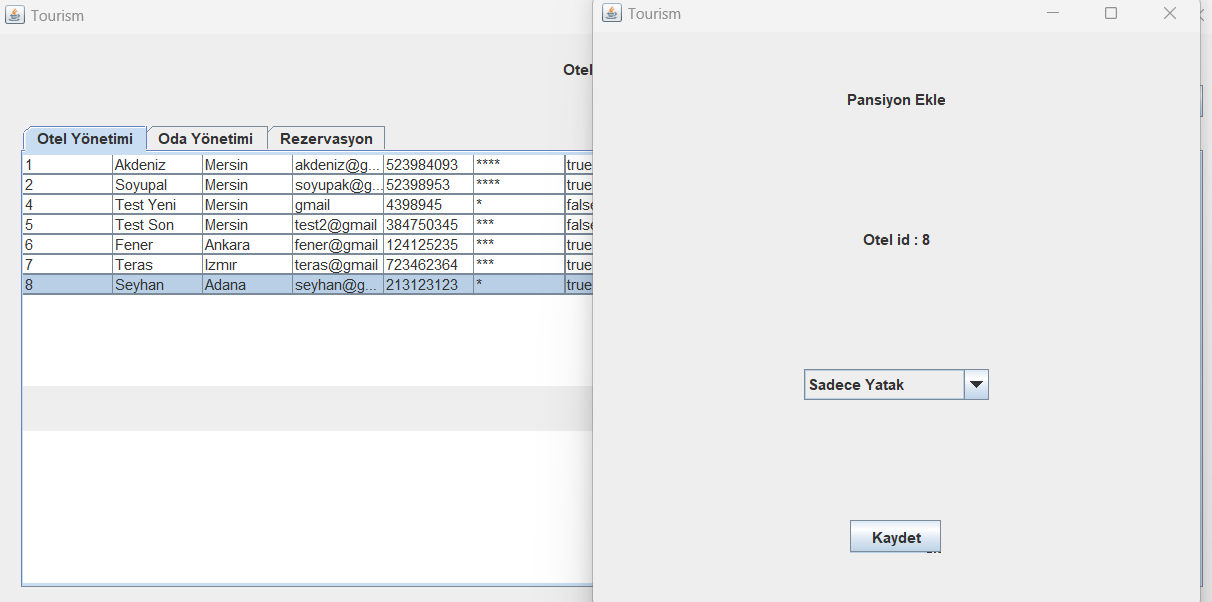 Tourism
Otel
Otel Yönetimi Oda Yönetimi Rezervasyon
1 Akdeniz Mersin akdeniz@g... 523984093 **** true
2 Soyupal Mersin soyupak@g... 52398953 **** true
4 Test Yeni Mersin gmail 4398945 * false
5 Test Son Mersin test2@gmail 384750345 *** false
6 Fener Ankara fener@gmail 124125235 *** true
7 Teras Izmır teras@gmail 723462364 *** true
8 Seyhan Adana seyhan@g... 213123123 * true
Tourism
Pansiyon Ekle
Otel id : 8
Sadece Yatak
Kaydet